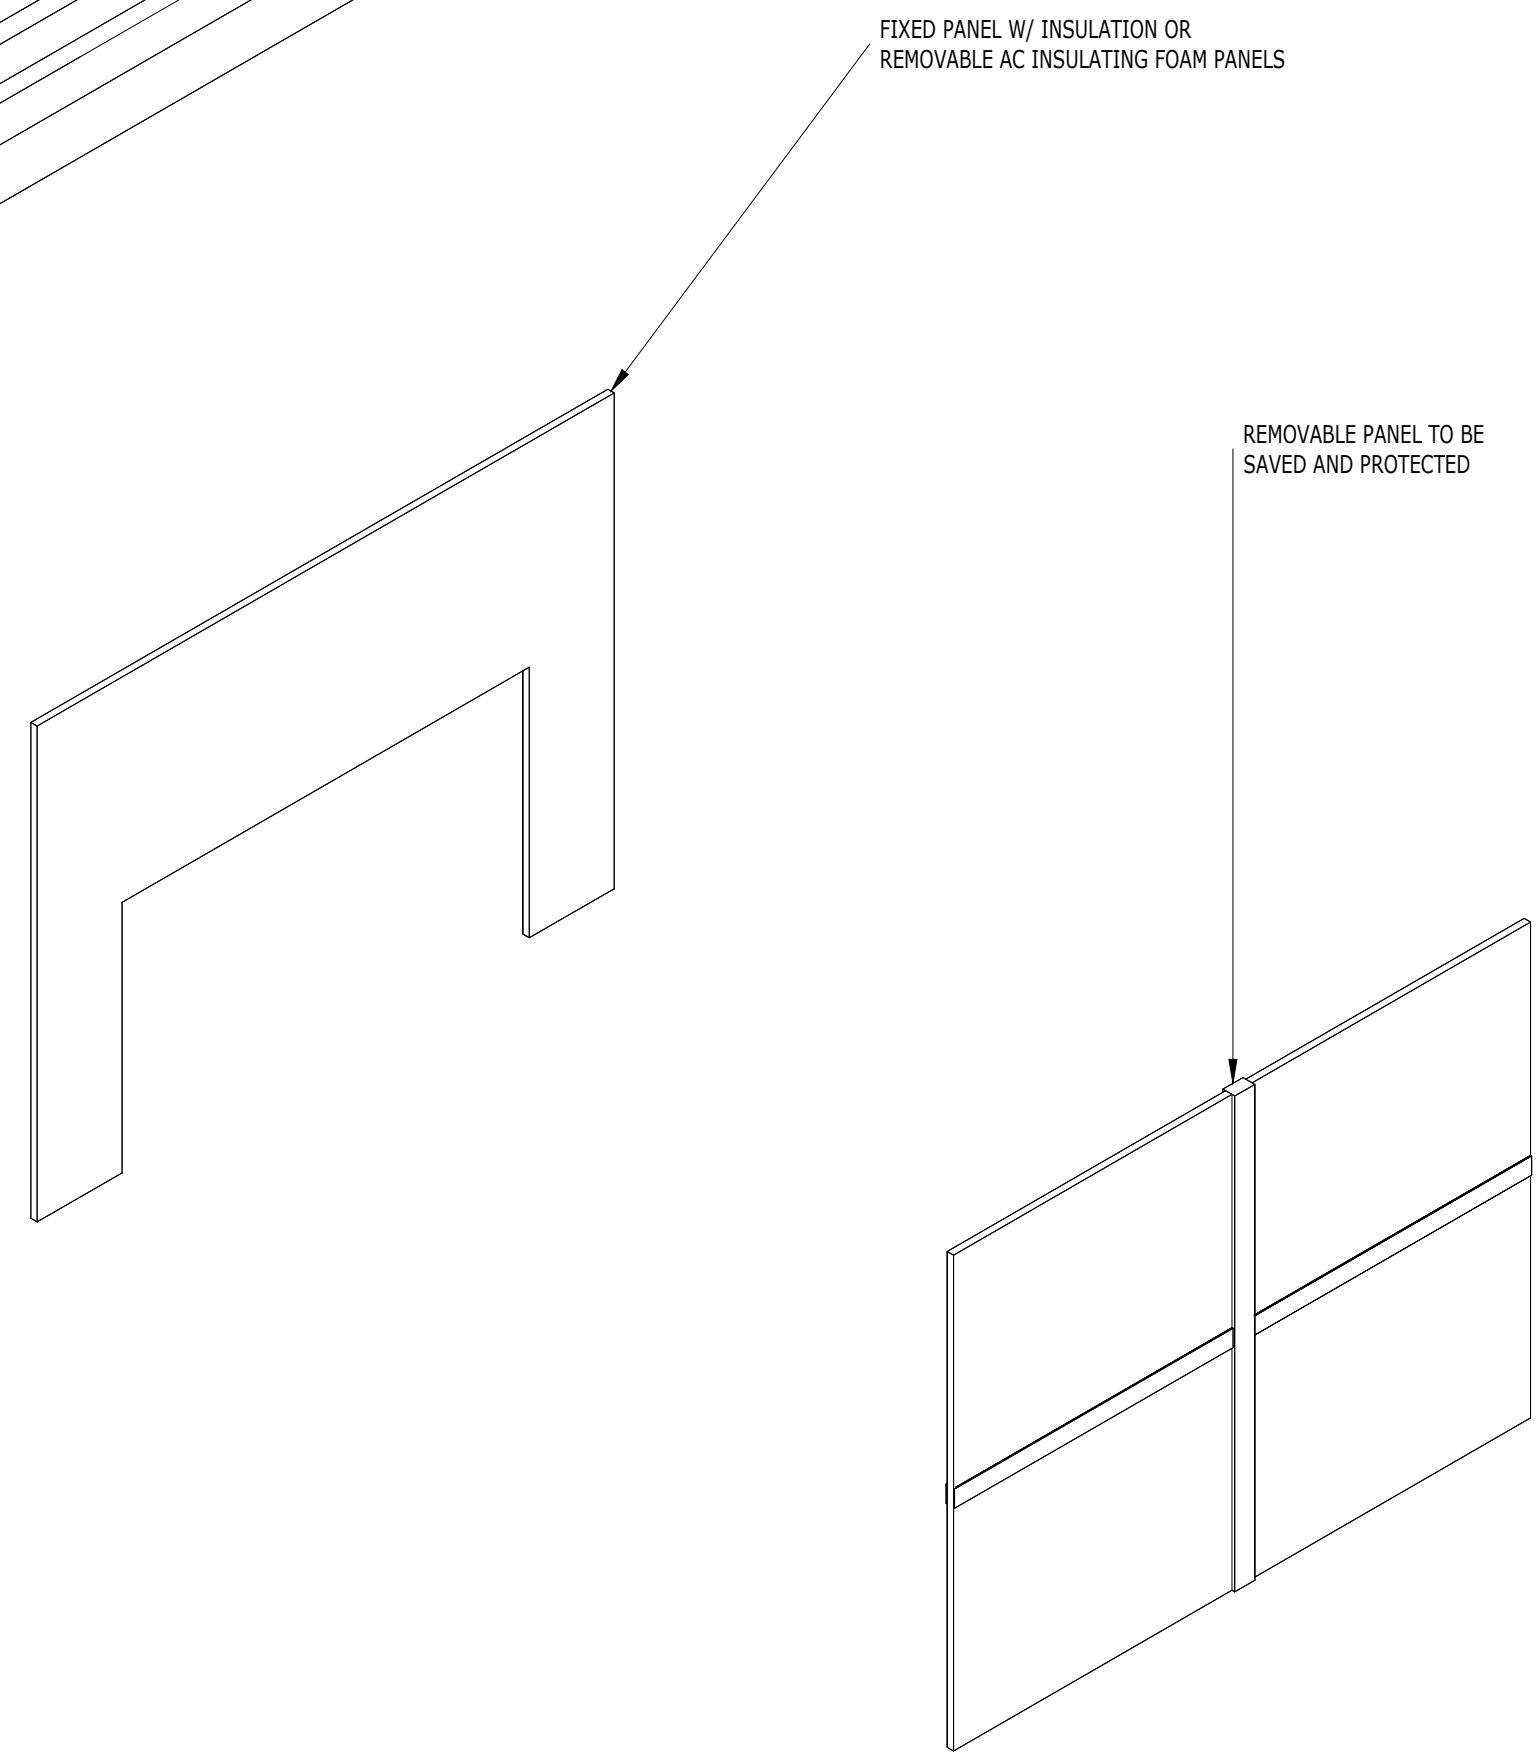 FIXED PANEL W/ INSULATION OR
REMOVABLE AC INSULATING FOAM PANELS
REMOVABLE PANEL TO BE
SAVED AND PROTECTED